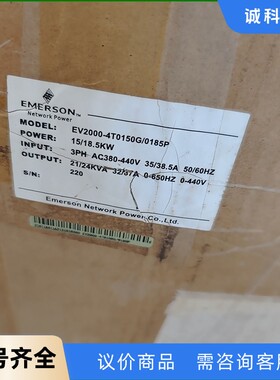 诚科
EMERSON
Network Power
MODEL: EV2000-4T0150G/0185P
POWER: 15/18.5KW
INPUT: 3PH AC380-440V 35/38.5A 50/60HZ
OUTPUT: 21/24KVA 32/37A 0-650HZ 0-440V
S/N: 220
Emerson Network Power Co.,Ltd.
号齐全
议价商品 需咨询客服